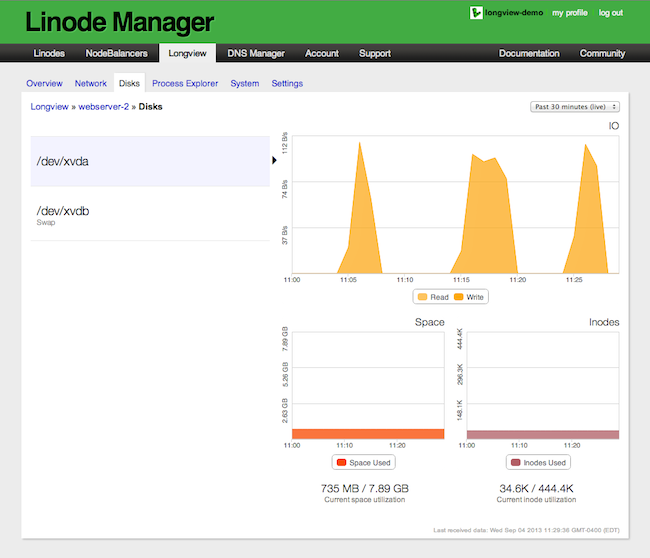 Linode Manager
longview-demo my profile log out
Linodes NodeBalancers Longview DNS Manager Account Support Documentation Community
Overview Network Disks Process Explorer System Settings
Longview » webserver-2 » Disks
Past 30 minutes (live)
/dev/xvda
/dev/xvdb
Swap
IO
112 B/s
74 B/s
37 B/s
11:00 11:05 11:10 11:15 11:20 11:25
Read Write
Space
7.89 GB
5.26 GB
2.63 GB
11:00 11:10 11:20
Space Used
735 MB / 7.89 GB
Current space utilization
Inodes
444.4K
296.3K
148.1K
11:00 11:10 11:20
Inodes Used
34.6K / 444.4K
Current inode utilization
Last received data: Wed Sep 04 2013 11:29:36 GMT-0400 (EDT)